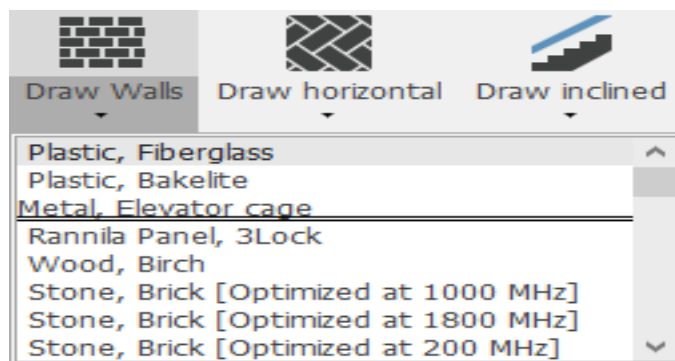 Draw Walls Draw horizontal Draw inclined
Plastic, Fiberglass
Plastic, Bakelite
Metal, Elevator cage
Rannila Panel, 3Lock
Wood, Birch
Stone, Brick [Optimized at 1000 MHz]
Stone, Brick [Optimized at 1800 MHz]
Stone, Brick [Optimized at 200 MHz]